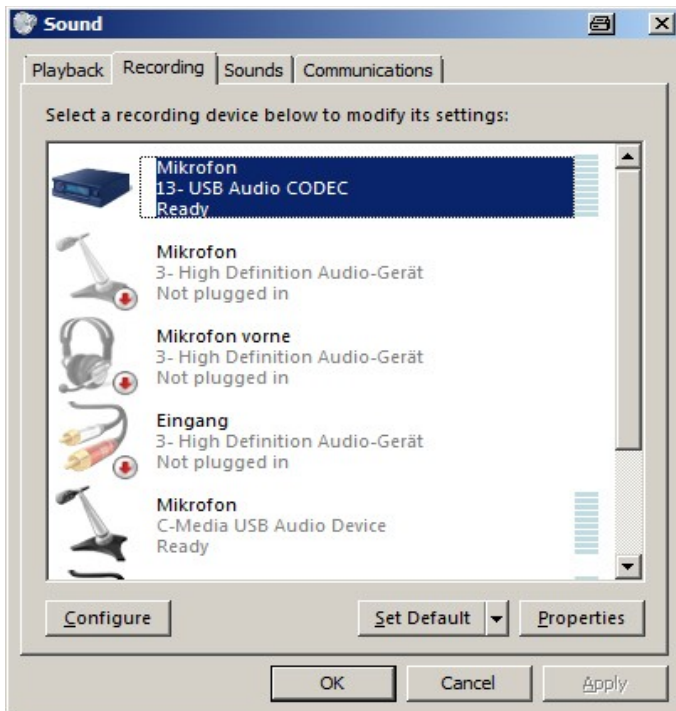 Sound
Playback Recording Sounds Communications
Select a recording device below to modify its settings:
Mikrofon
13- USB Audio CODEC
Ready
Mikrofon
3- High Definition Audio-Gerät
Not plugged in
Mikrofon vorne
3- High Definition Audio-Gerät
Not plugged in
Eingang
3- High Definition Audio-Gerät
Not plugged in
Mikrofon
C-Media USB Audio Device
Ready
Configure Set Default Properties
OK Cancel Apply